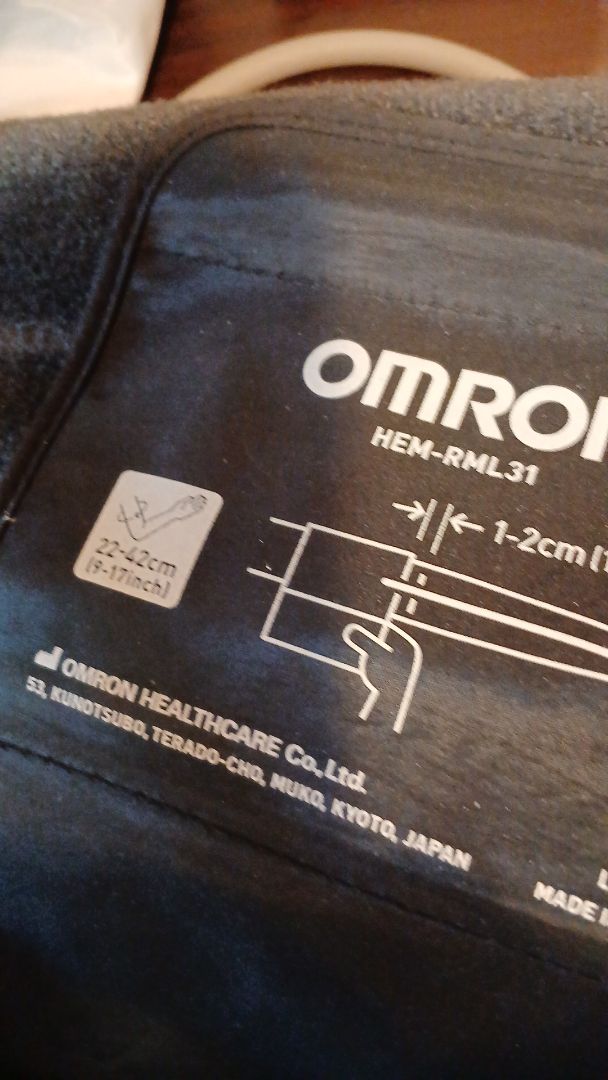 OMRON
HEM-RML31
1-2cm
22-42cm
(9-17inch)
OMRON HEALTHCARE Co., Ltd.
53, KUNOTSUBO, TERADO-CHO, MUKO, KYOTO, JAPAN
MADE